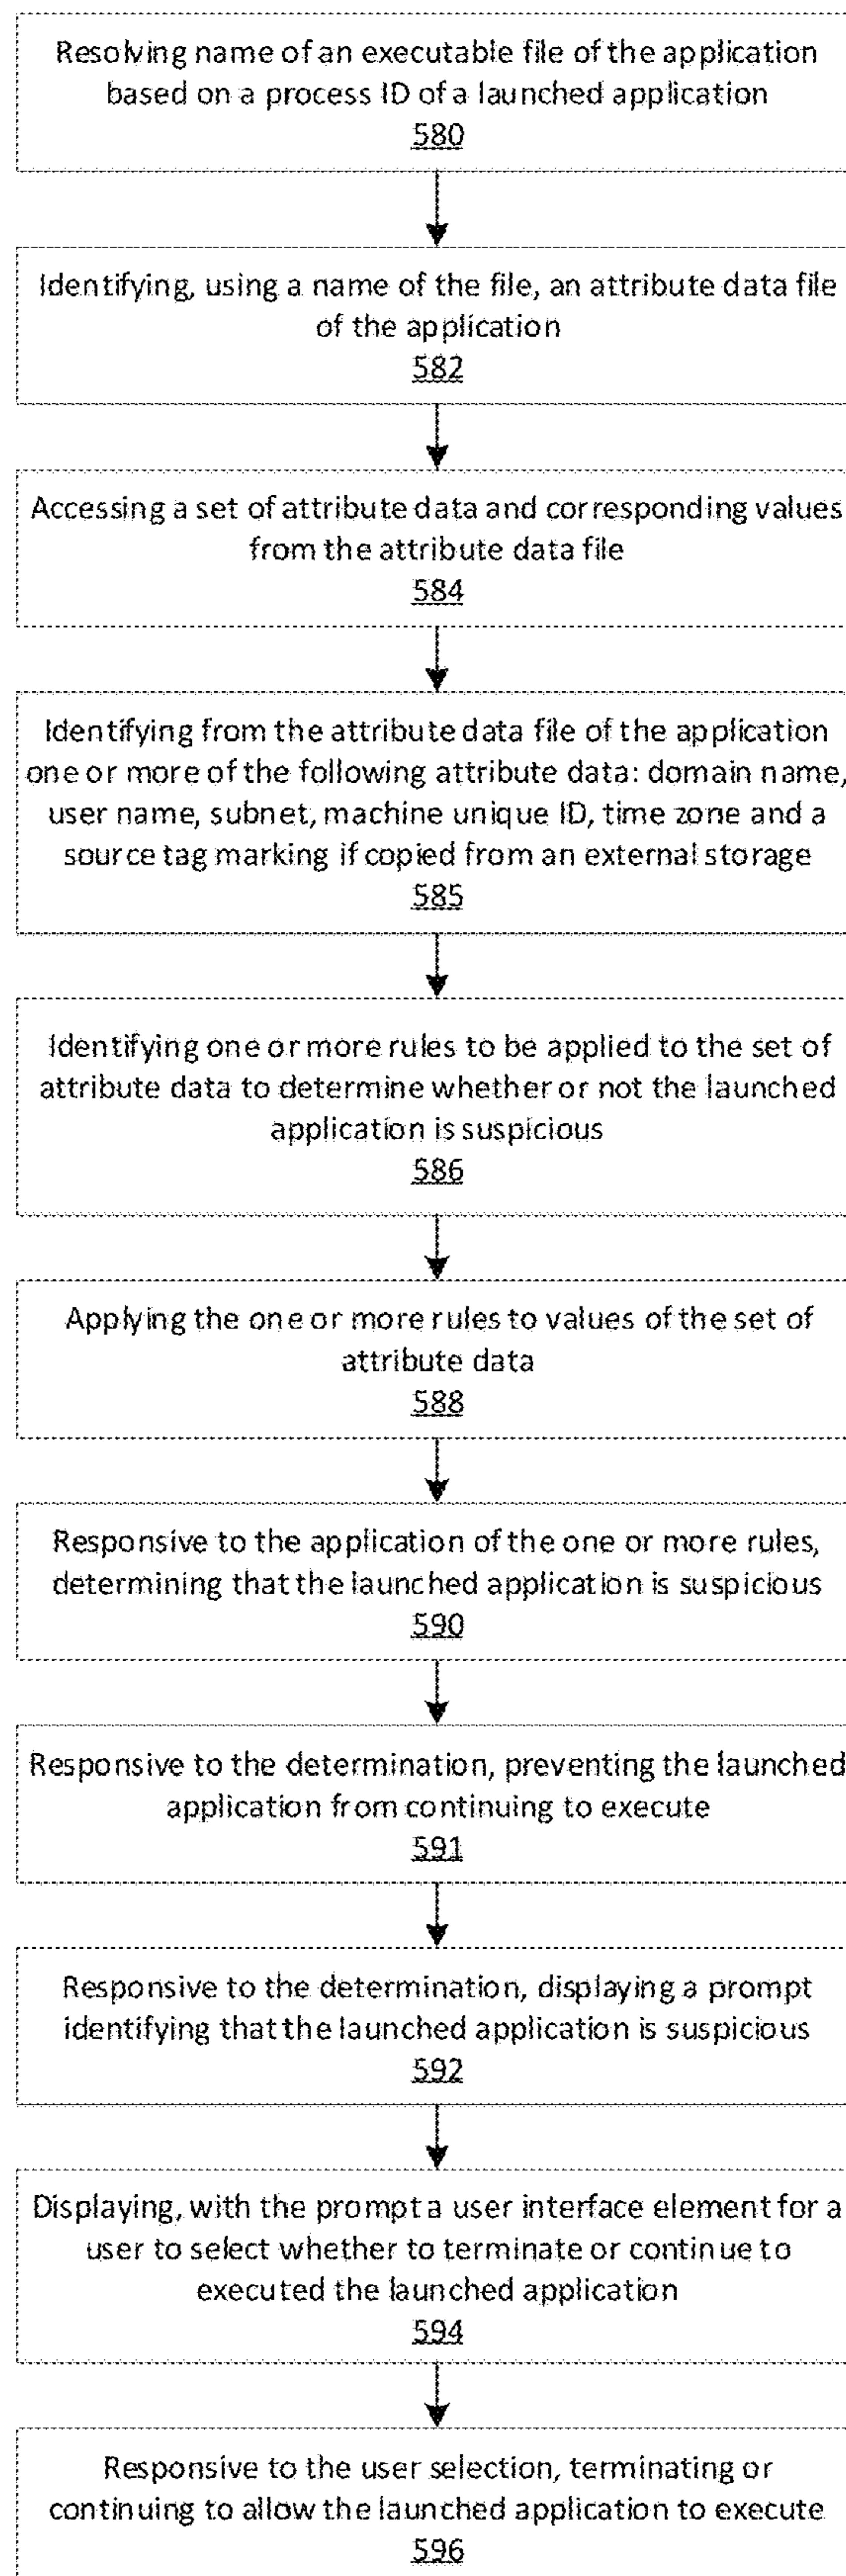 Resolving name of an executable file of the application
based on a process ID of a launched application
580
Identifying, using a name of the file, an attribute data file
of the application
582
Accessing a set of attribute data and corresponding values
from the attribute data file
584
Identifying from the attribute data file of the application
one or more of the following attribute data: domain name,
user name, subnet, machine unique ID, time zone and a
source tag marking if copied from an external storage
585
Identifying one or more rules to be applied to the set of
attribute data to determine whether or not the launched
application is suspicious
586
Applying the one or more rules to values of the set of
attribute data
588
Responsive to the application of the one or more rules,
determining that the launched application is suspicious
590
Responsive to the determination, preventing the launched
application from continuing to execute
591
Responsive to the determination, displaying a prompt
identifying that the launched application is suspicious
592
Displaying, with the prompt a user interface element for a
user to select whether to terminate or continue to
executed the launched application
594
Responsive to the user selection, terminating or
continuing to allow the launched application to execute
596